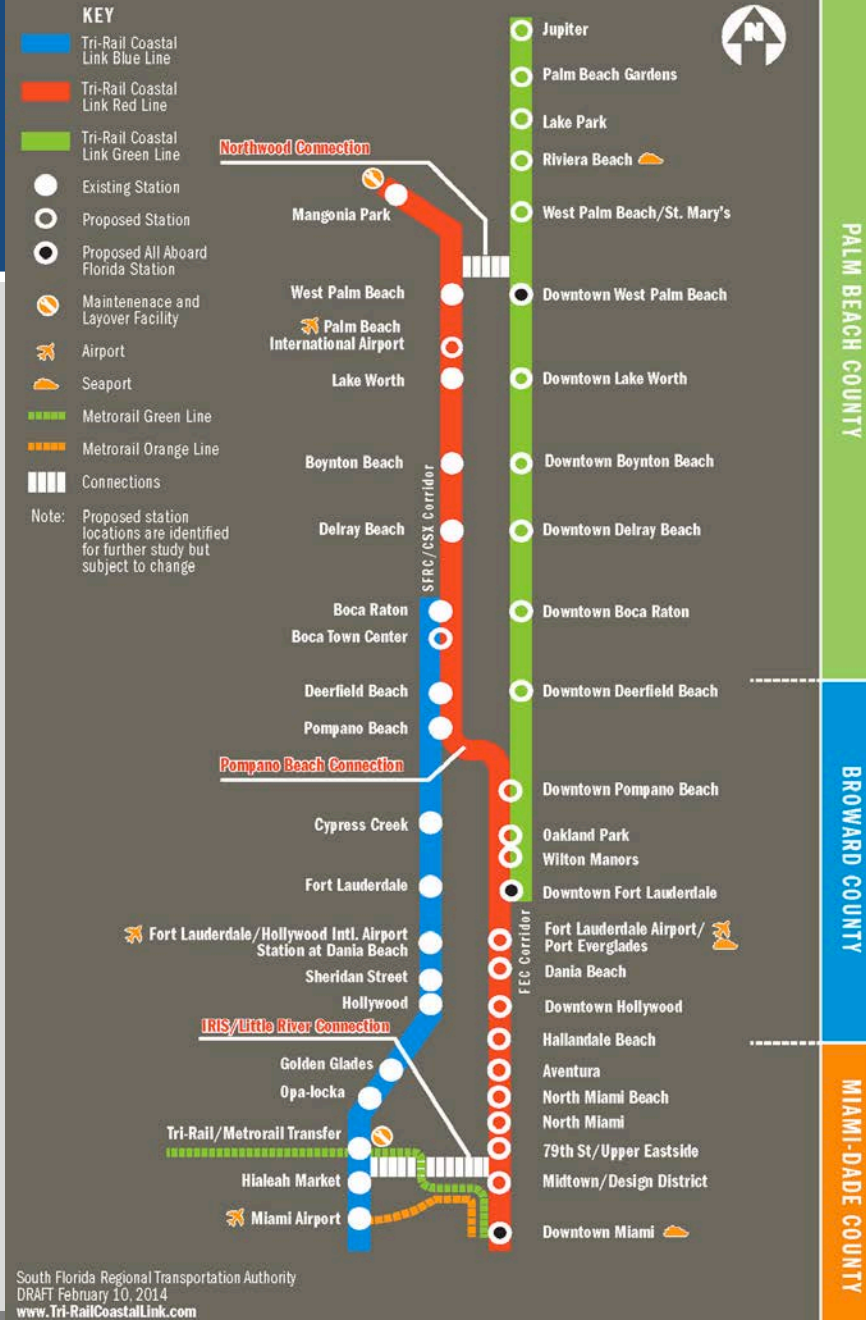 KEY
Tri-Rail Coastal
Link Blue Line
Tri-Rail Coastal
Link Red Line
Tri-Rail Coastal
Link Green Line
Existing Station
Proposed Station
Proposed All Aboard
Florida Station
Maintenenace and
Layover Facility
Airport
Seaport
Metrorail Green Line
Metrorail Orange Line
Connections
Note: Proposed station
locations are identified
for further study but
subject to change
N
Northwood Connection
Mangonia Park
West Palm Beach
Palm Beach
International Airport
Lake Worth
Boynton Beach
Delray Beach
SFRC/CSX Corridor
Boca Raton
Boca Town Center
Deerfield Beach
Pompano Beach
Pompano Beach Connection
Cypress Creek
Fort Lauderdale
Fort Lauderdale/Hollywood Intl. Airport
Station at Dania Beach
Sheridan Street
Hollywood
IRIS/Little River Connection
Golden Glades
Opa-locka
Tri-Rail/Metrorail Transfer
Hialeah Market
Miami Airport
Jupiter
Palm Beach Gardens
Lake Park
Riviera Beach
West Palm Beach/St. Mary's
Downtown West Palm Beach
Downtown Lake Worth
Downtown Boynton Beach
Downtown Delray Beach
Downtown Boca Raton
Downtown Deerfield Beach
Downtown Pompano Beach
Oakland Park
Wilton Manors
Downtown Fort Lauderdale
FEC Corridor
Fort Lauderdale Airport/
Port Everglades
Dania Beach
Downtown Hollywood
Hallandale Beach
Aventura
North Miami Beach
North Miami
79th St/Upper Eastside
Midtown/Design District
Downtown Miami
PALM BEACH COUNTY
BROWARD COUNTY
MIAMI-DADE COUNTY
South Florida Regional Transportation Authority
DRAFT February 10, 2014
www.Tri-RailCoastalLink.com